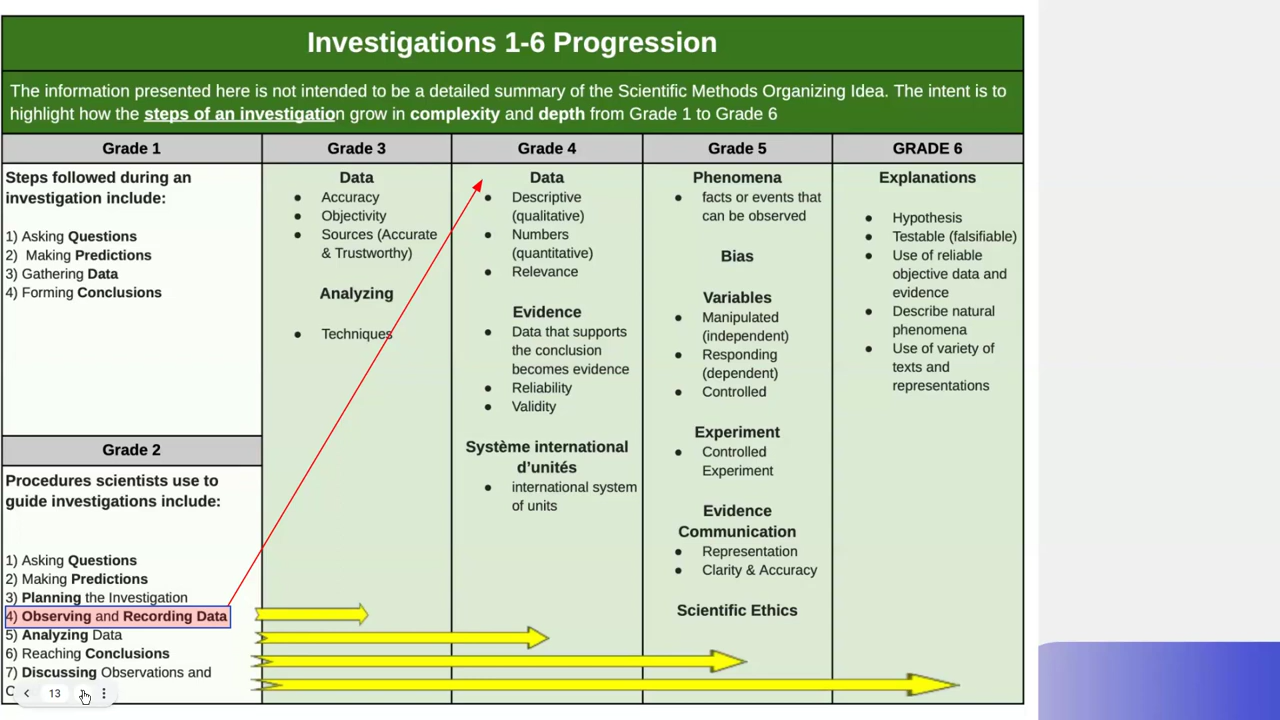 Investigations 1-6 Progression
The information presented here is not intended to be a detailed summary of the Scientific Methods Organizing Idea. The intent is to
highlight how the steps of an investigation grow in complexity and depth from Grade 1 to Grade 6
Grade 1
Steps followed during an
investigation include:
1) Asking Questions
2) Making Predictions
3) Gathering Data
4) Forming Conclusions
Grade 2
Procedures scientists use to
guide investigations include:
1) Asking Questions
2) Making Predictions
3) Planning the Investigation
4) Observing and Recording Data
5) Analyzing Data
6) Reaching Conclusions
7) Discussing Observations and
Grade 3
Data
● Accuracy
● Objectivity
● Sources (Accurate
& Trustworthy)
Analyzing
● Techniques
Grade 4
Data
● Descriptive
(qualitative)
● Numbers
(quantitative)
● Relevance
Evidence
● Data that supports
the conclusion
becomes evidence
● Reliability
● Validity
Système international
d’unités
● international system
of units
Grade 5
Phenomena
● facts or events that
can be observed
Bias
Variables
● Manipulated
(independent)
● Responding
(dependent)
● Controlled
Experiment
● Controlled
Experiment
Evidence
Communication
● Representation
● Clarity & Accuracy
Scientific Ethics
GRADE 6
Explanations
● Hypothesis
● Testable (falsifiable)
● Use of reliable
objective data and
evidence
● Describe natural
phenomena
● Use of variety of
texts and
representations
13